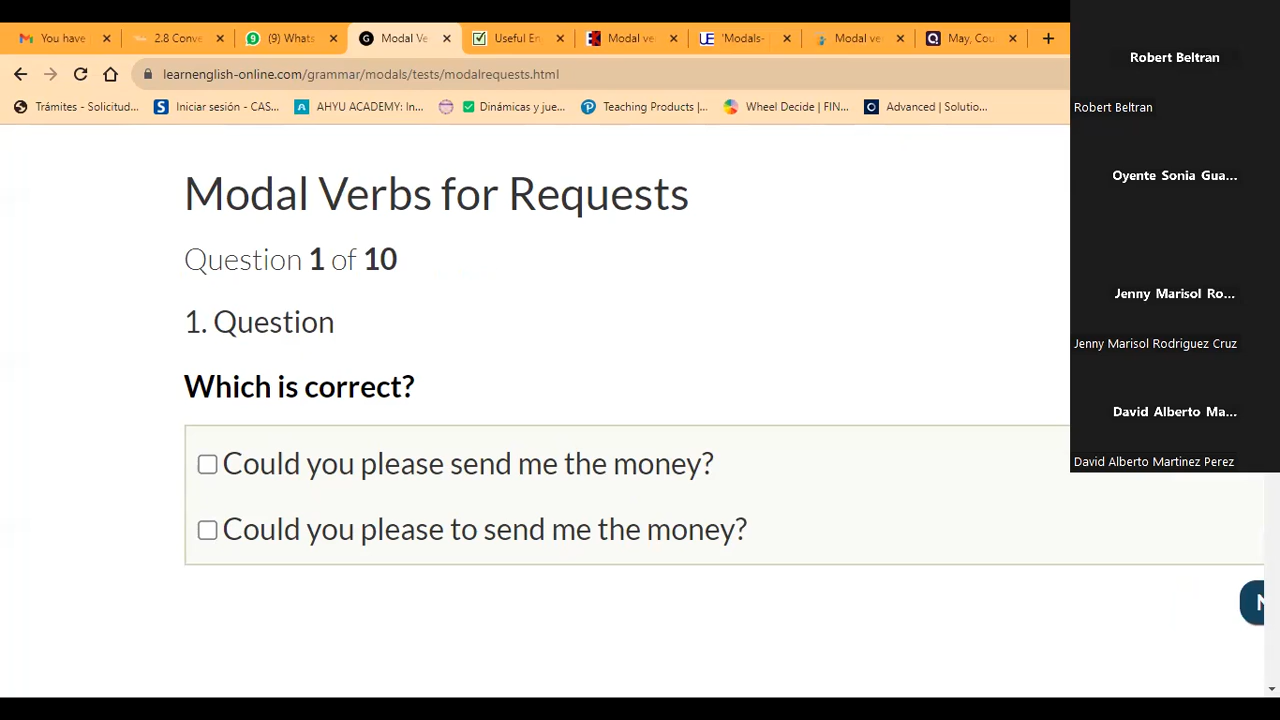 You have
2.8 Conve
(9) Whats
Modal Ve
Useful En
Modal ve
'Modals-
Modal ve
May, Cou
learnenglish-online.com/grammar/modals/tests/modalrequests.html
Trámites - Solicitud...
Iniciar sesión - CAS...
AHYU ACADEMY: In...
Dinámicas y jue...
Teaching Products |...
Wheel Decide | FIN...
Advanced | Solutio...
Modal Verbs for Requests
Question 1 of 10
1. Question
Which is correct?
Could you please send me the money?
Could you please to send me the money?
N
Robert Beltran
Robert Beltran
Oyente Sonia Gua...
Jenny Marisol Ro...
Jenny Marisol Rodriguez Cruz
David Alberto Ma...
David Alberto Martinez Perez